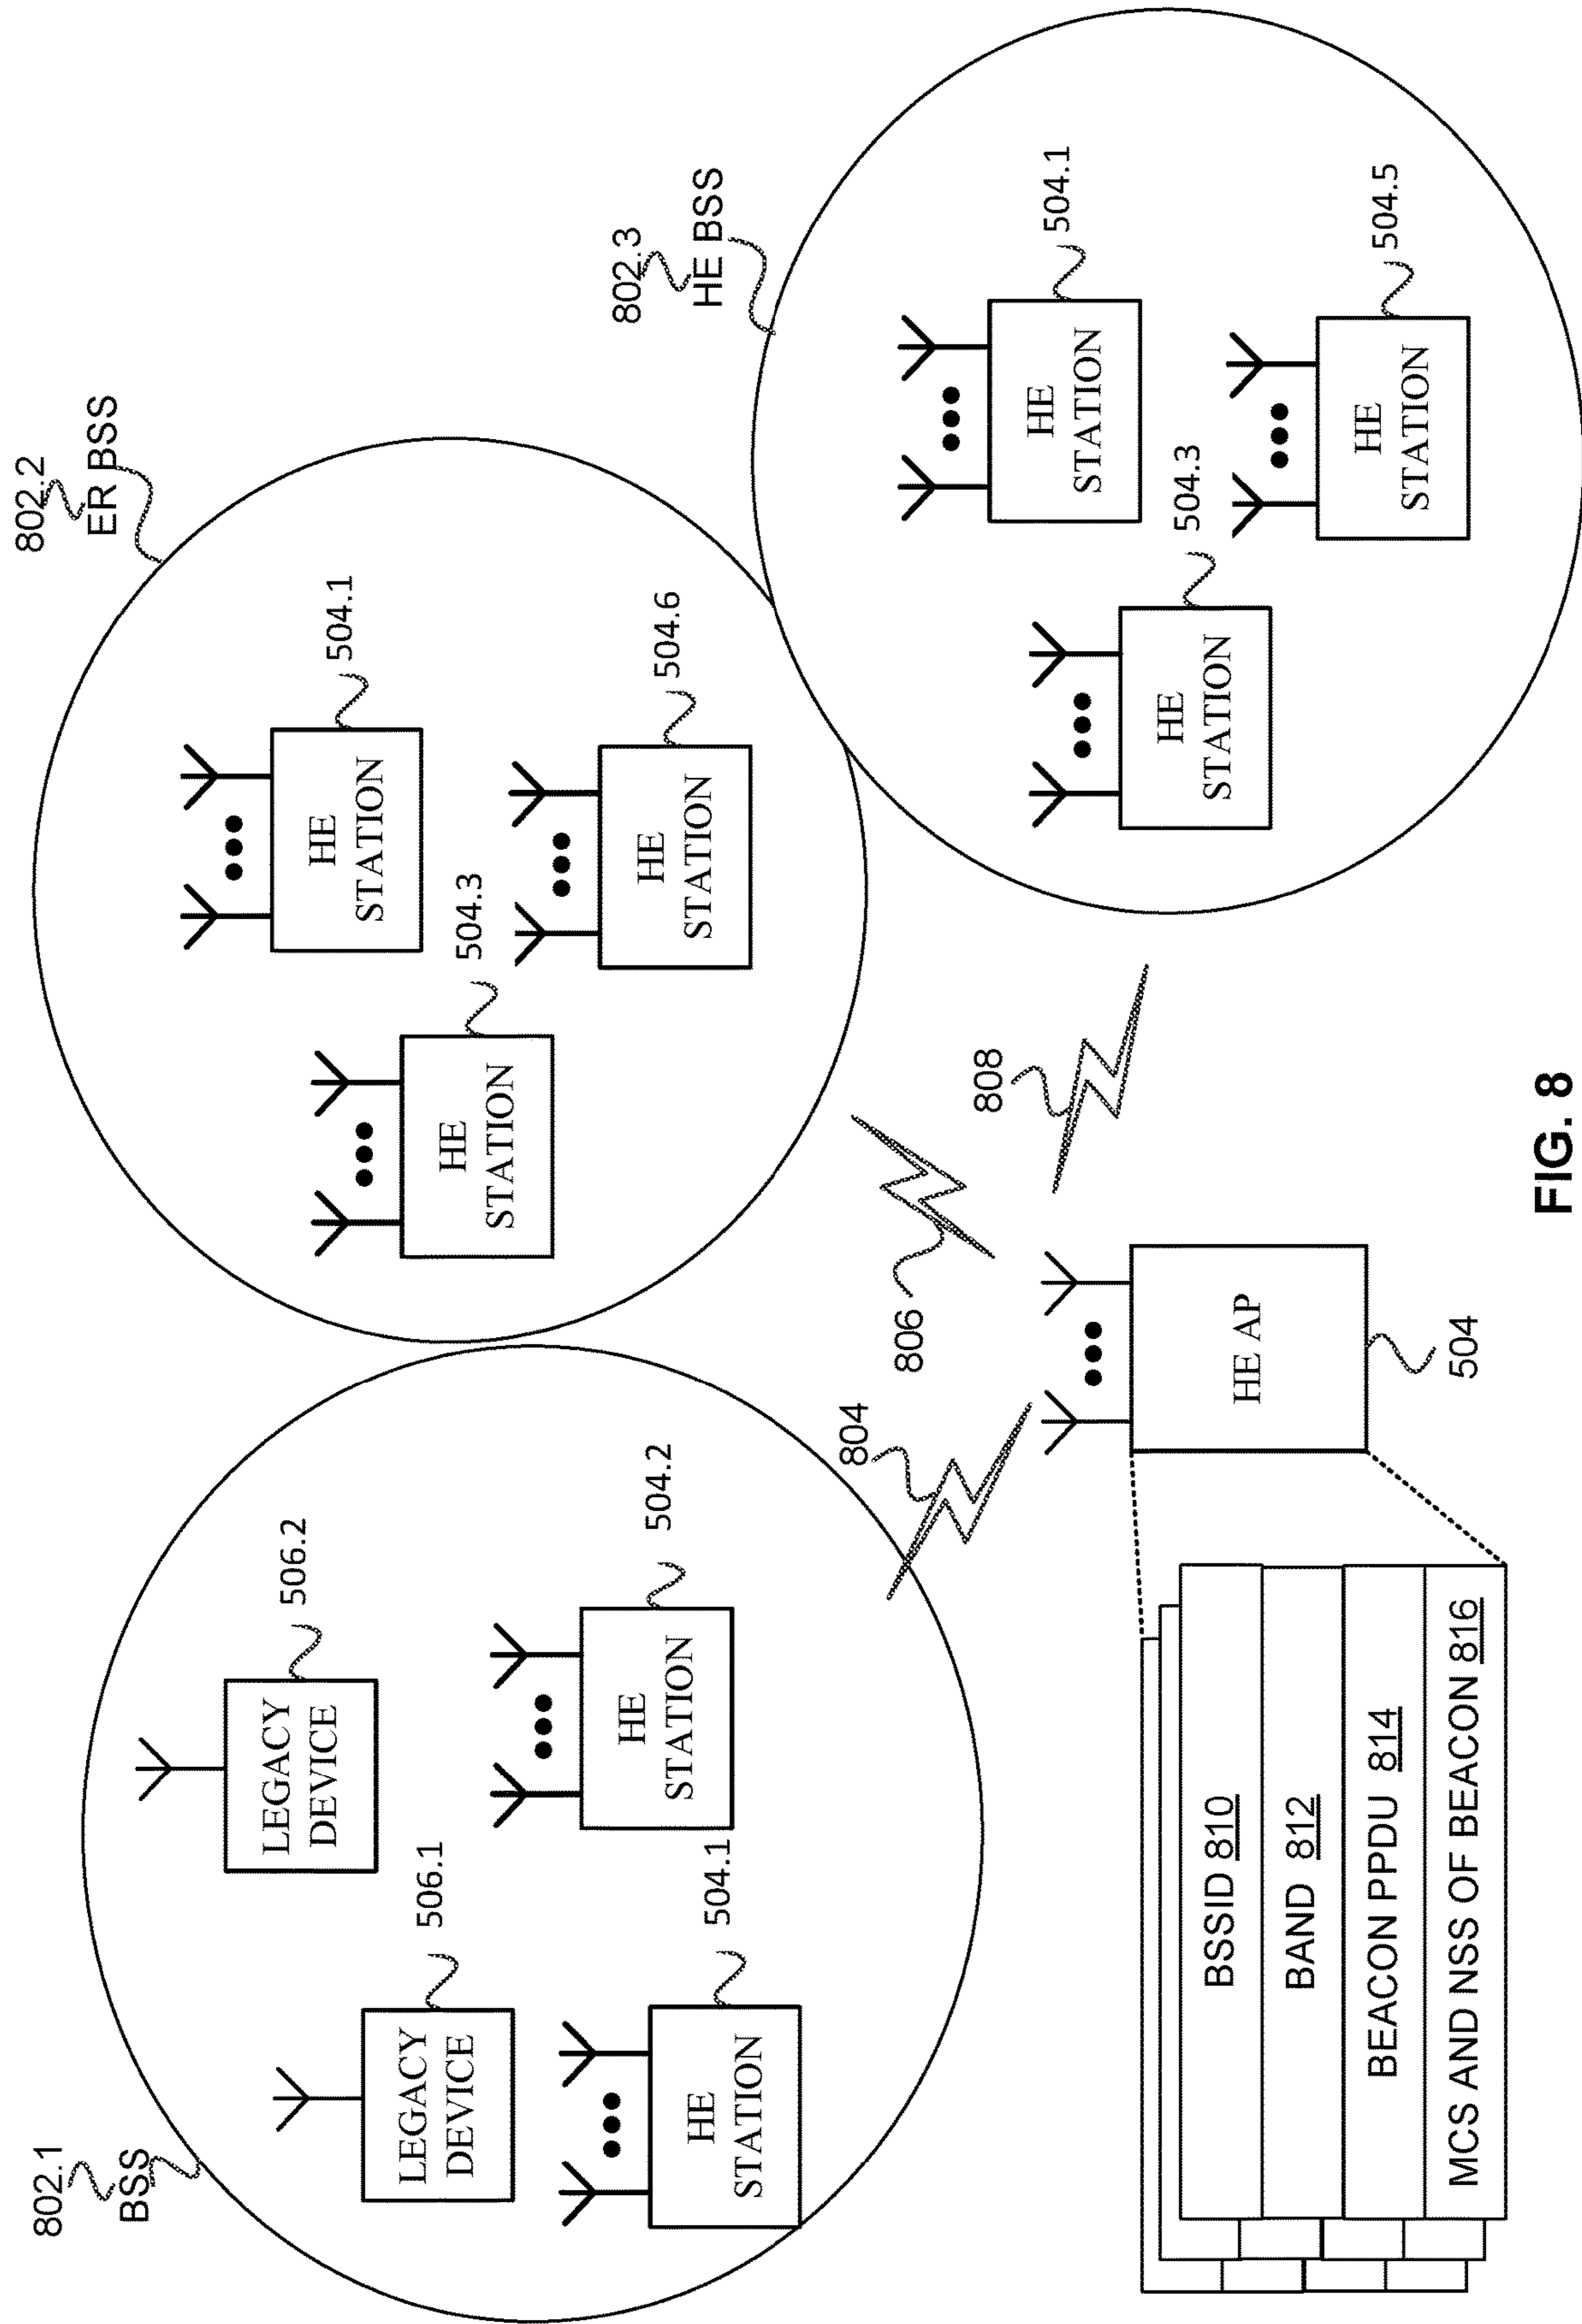 802.1
BSS
LEGACY
DEVICE
506.1
LEGACY
DEVICE
506.2
HE
STATION
504.1
HE
STATION
504.2
802.2
ER BSS
HE
STATION
504.3
HE
STATION
504.1
HE
STATION
504.6
802.3
HE BSS
HE
STATION
504.3
HE
STATION
504.1
HE
STATION
504.5
804
806
808
HE AP
504
BSSID 810
BAND 812
BEACON PPDU 814
MCS AND NSS OF BEACON 816
FIG. 8